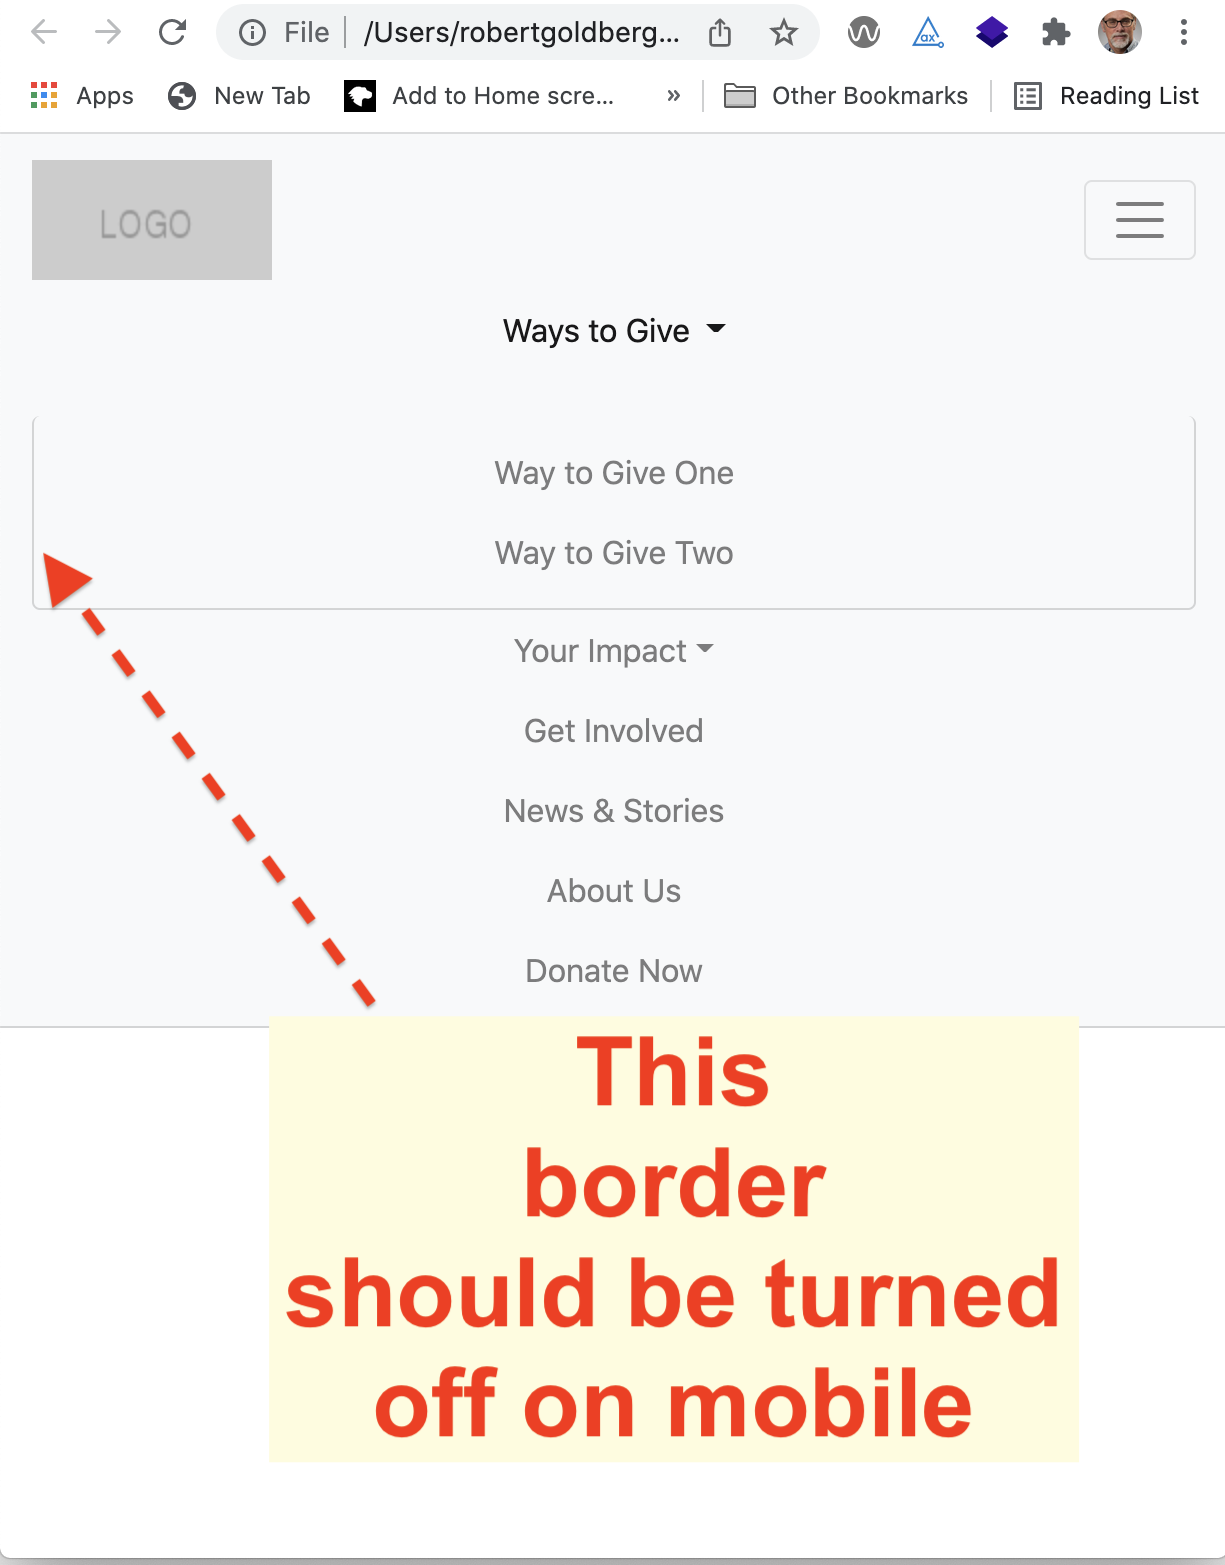 File | /Users/robertgoldberg...
Apps New Tab Add to Home scre... » Other Bookmarks Reading List
LOGO
Ways to Give
Way to Give One
Way to Give Two
Your Impact
Get Involved
News & Stories
About Us
Donate Now
This
border
should be turned
off on mobile